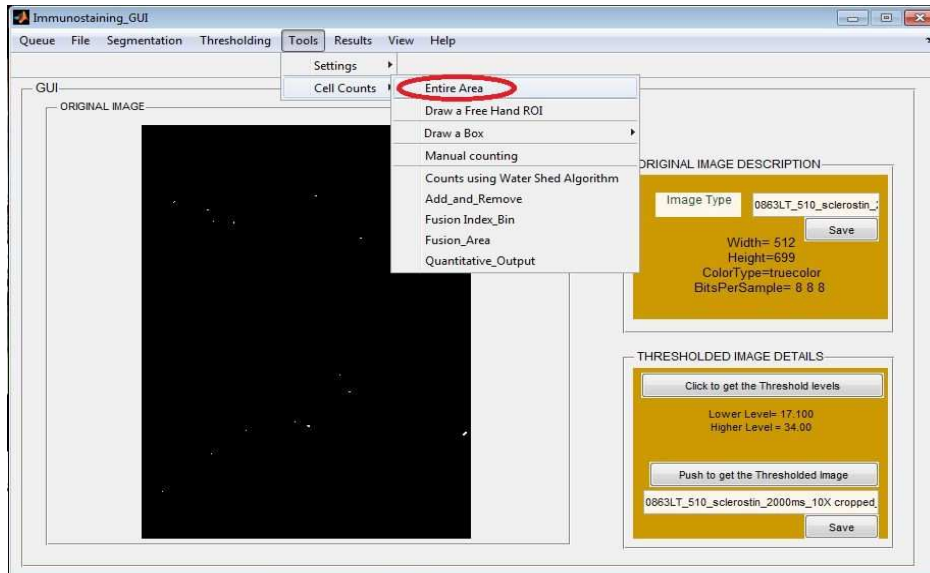 Immunostaining_GUI
Queue File Segmentation Thresholding Tools Results View Help
Settings
Cell Counts
Entire Area
Draw a Free Hand ROI
Draw a Box
Manual counting
Counts using Water Shed Algorithm
Add_and_Remove
Fusion Index_Bin
Fusion_Area
Quantitative_Output
GUI
ORIGINAL IMAGE
ORIGINAL IMAGE DESCRIPTION
Image Type 0863LT_510_sclerostin_
Save
Width= 512
Height=699
ColorType=truecolor
BitsPerSample= 8 8 8
THRESHOLDED IMAGE DETAILS
Click to get the Threshold levels
Lower Level= 17.100
Higher Level = 34.00
Push to get the Thresholded Image
0863LT_510_sclerostin_2000ms_10X cropped_
Save